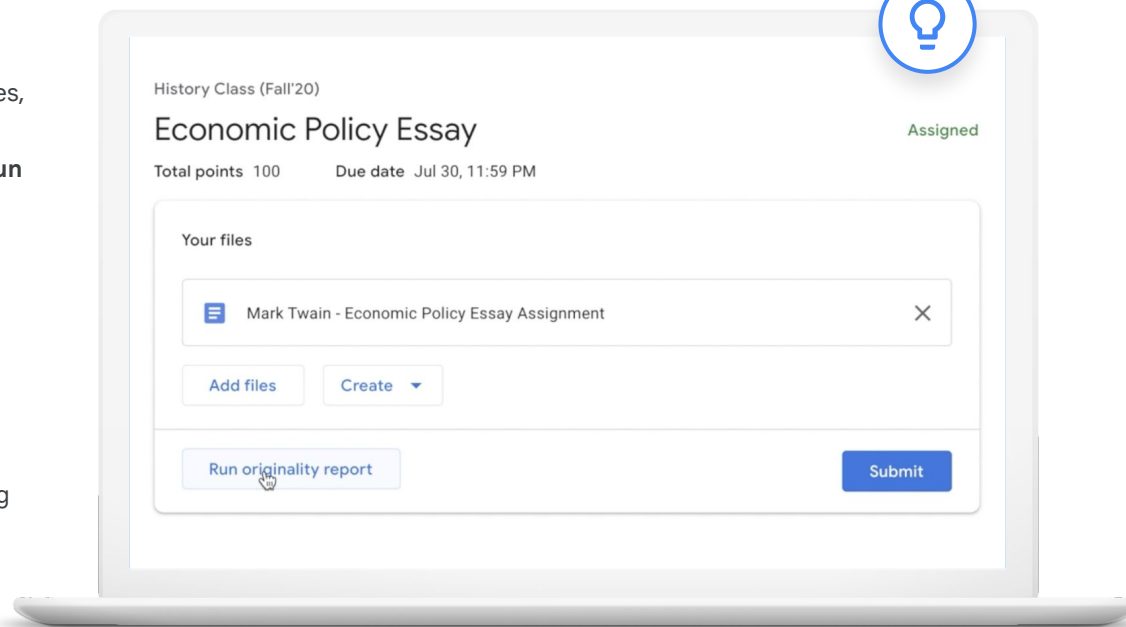 es,
un
g
History Class (Fall'20)
Economic Policy Essay
Assigned
Total points 100 Due date Jul 30, 11:59 PM
Your files
Mark Twain - Economic Policy Essay Assignment
Add files Create
Run originality report
Submit